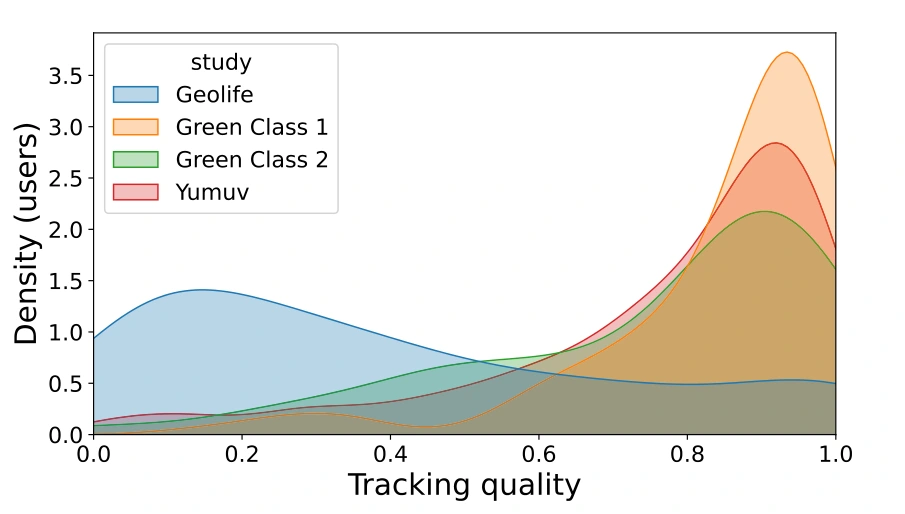 study
Geolife
Green Class 1
Green Class 2
Yumuv
Density (users)
3.5
3.0
2.5
2.0
1.5
1.0
0.5
0.0
0.0 0.2 0.4 0.6 0.8 1.0
Tracking quality